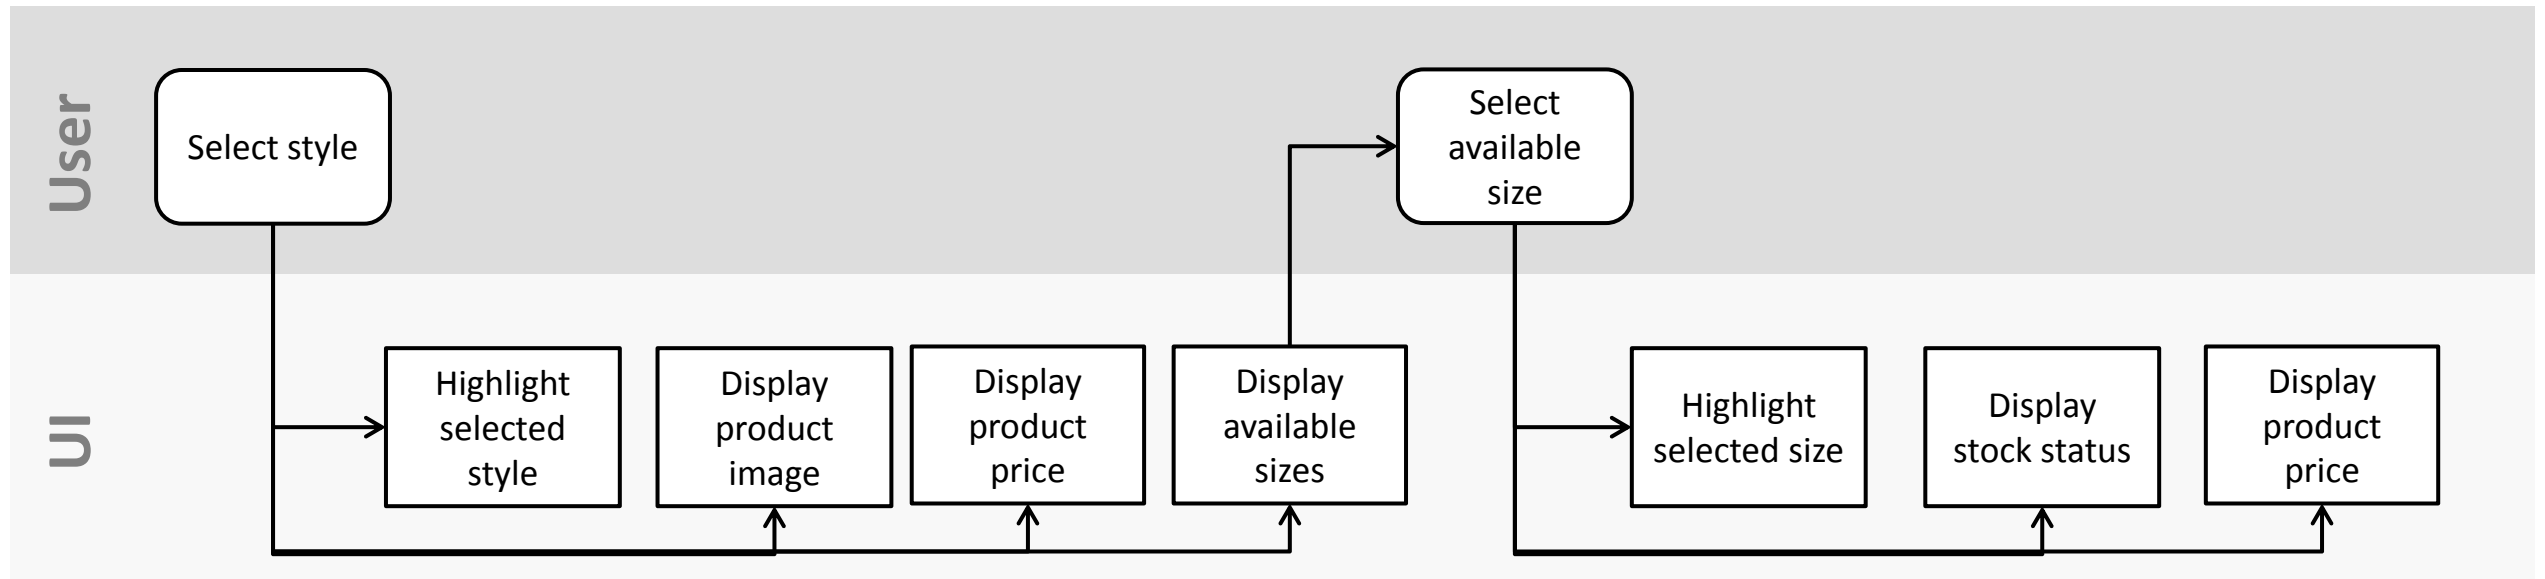 User
Select style
Select
available
size
UI
Highlight
selected
style
Display
product
image
Display
product
price
Display
available
sizes
Highlight
selected size
Display
stock status
Display
product
price